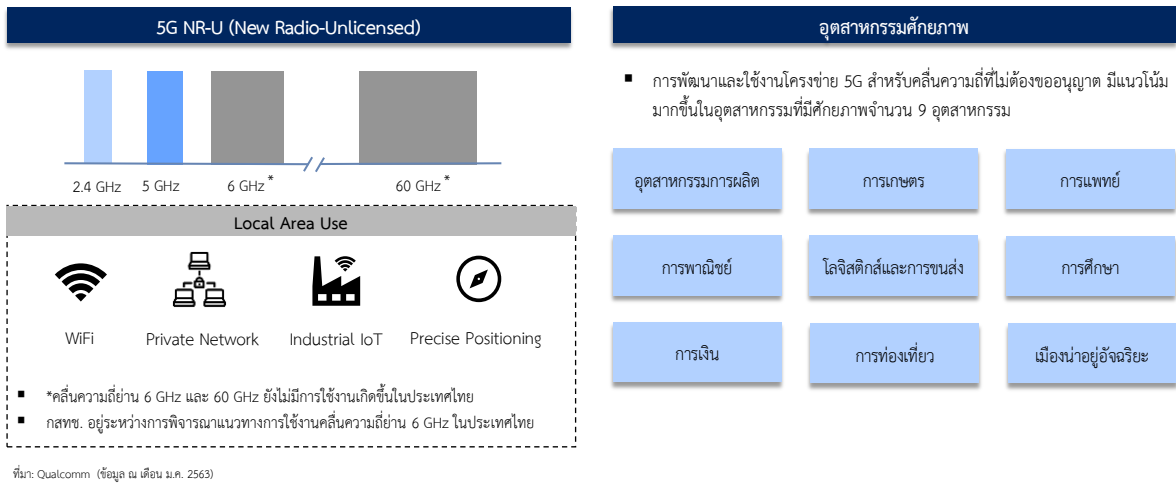 5G NR-U (New Radio-Unlicensed)
2.4 GHz
5 GHz
6 GHz*
60 GHz*
Local Area Use
WiFi
Private Network
Industrial IoT
Precise Positioning
▪ *คลื่นความถี่ย่าน 6 GHz และ 60 GHz ยังไม่มีการใช้งานเกิดขึ้นในประเทศไทย
▪ กสทช. อยู่ระหว่างการพิจารณาแนวทางการใช้งานคลื่นความถี่ย่าน 6 GHz ในประเทศไทย
ที่มา: Qualcomm (ข้อมูล ณ เดือน ม.ค. 2563)
อุตสาหกรรมศักยภาพ
▪ การพัฒนาและใช้งานโครงข่าย 5G สำหรับคลื่นความถี่ที่ไม่ต้องขออนุญาต มีแนวโน้ม
มากขึ้นในอุตสาหกรรมที่มีศักยภาพจำนวน 9 อุตสาหกรรม
อุตสาหกรรมการผลิต
การเกษตร
การแพทย์
การพาณิชย์
โลจิสติกส์และการขนส่ง
การศึกษา
การเงิน
การท่องเที่ยว
เมืองน่าอยู่อัจฉริยะ